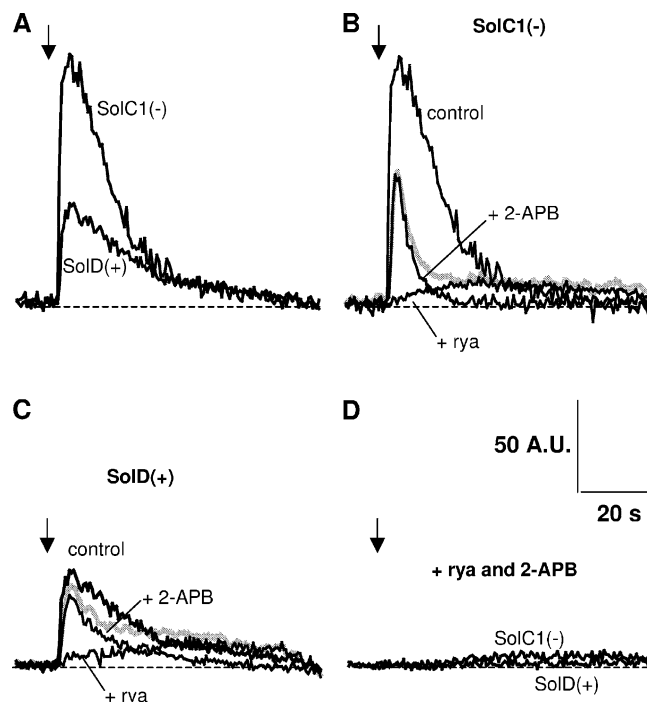 A
SolC1(-)
SolD(+)
B
SolC1(-)
control
+ 2-APB
+ rya
C
SolD(+)
control
+ 2-APB
+ rya
D
50 A.U.
20 s
+ rya and 2-APB
SolC1(-)
SolD(+)